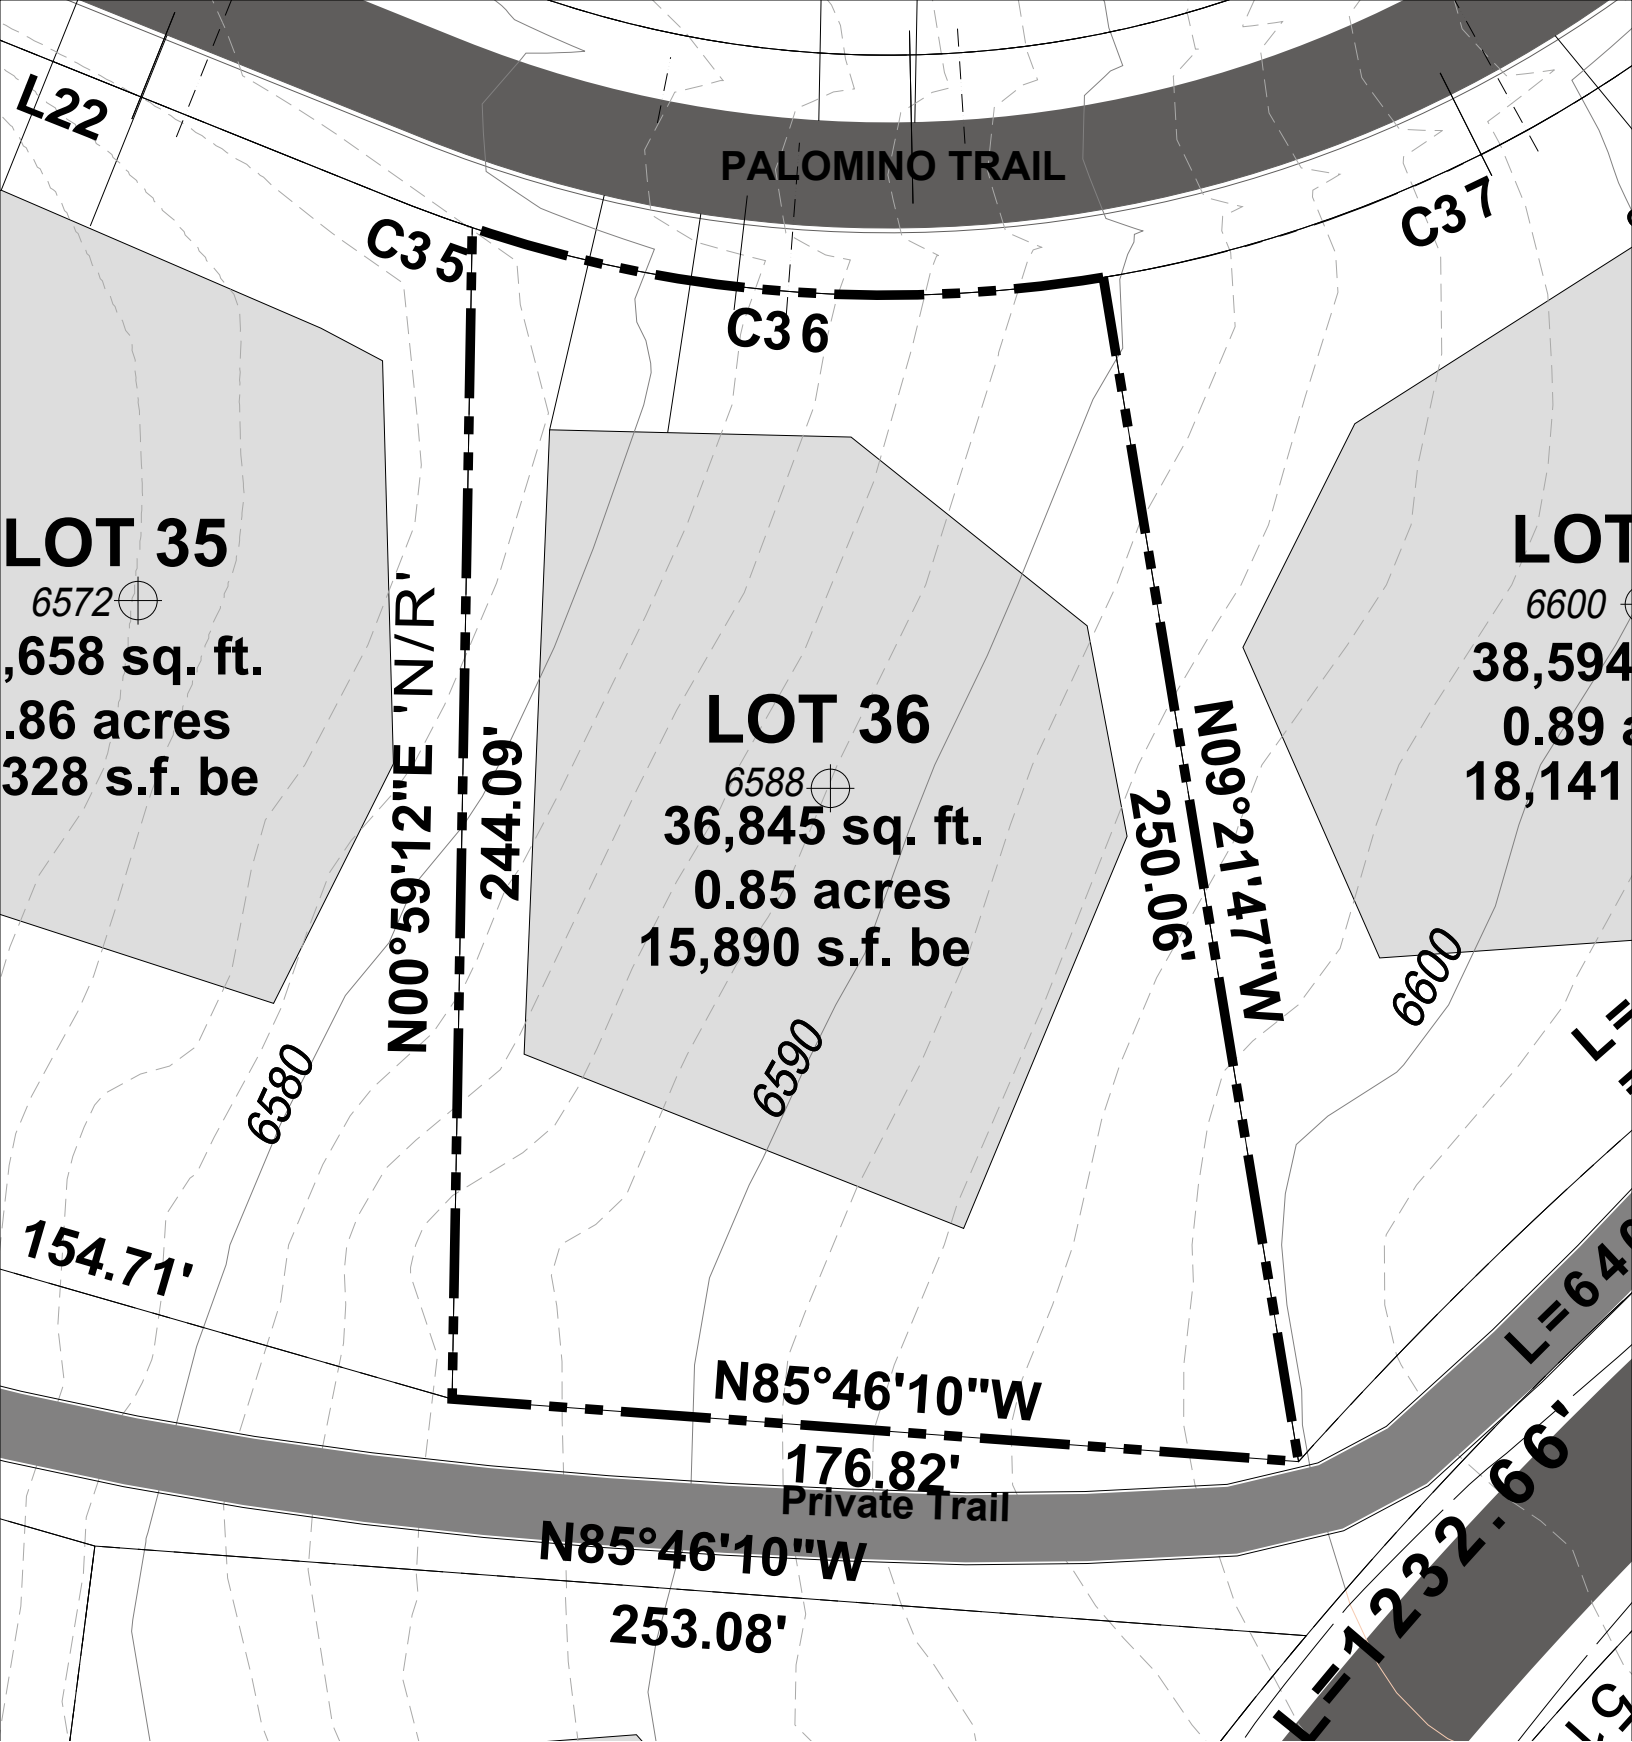 L22
PALOMINO TRAIL
C35
C36
C37
LOT 35
6572
,658 sq. ft.
.86 acres
328 s.f. be
N00°59'12"E 'N/R'
244.09'
LOT 36
6588
36,845 sq. ft.
0.85 acres
15,890 s.f. be
N09°21'47"W
250.06'
LOT
6600
38,594
0.89
18,141
6580
6590
6600
L=
154.71'
N85°46'10"W
176.82'
Private Trail
N85°46'10"W
253.08'
L=640
L=1232.66'